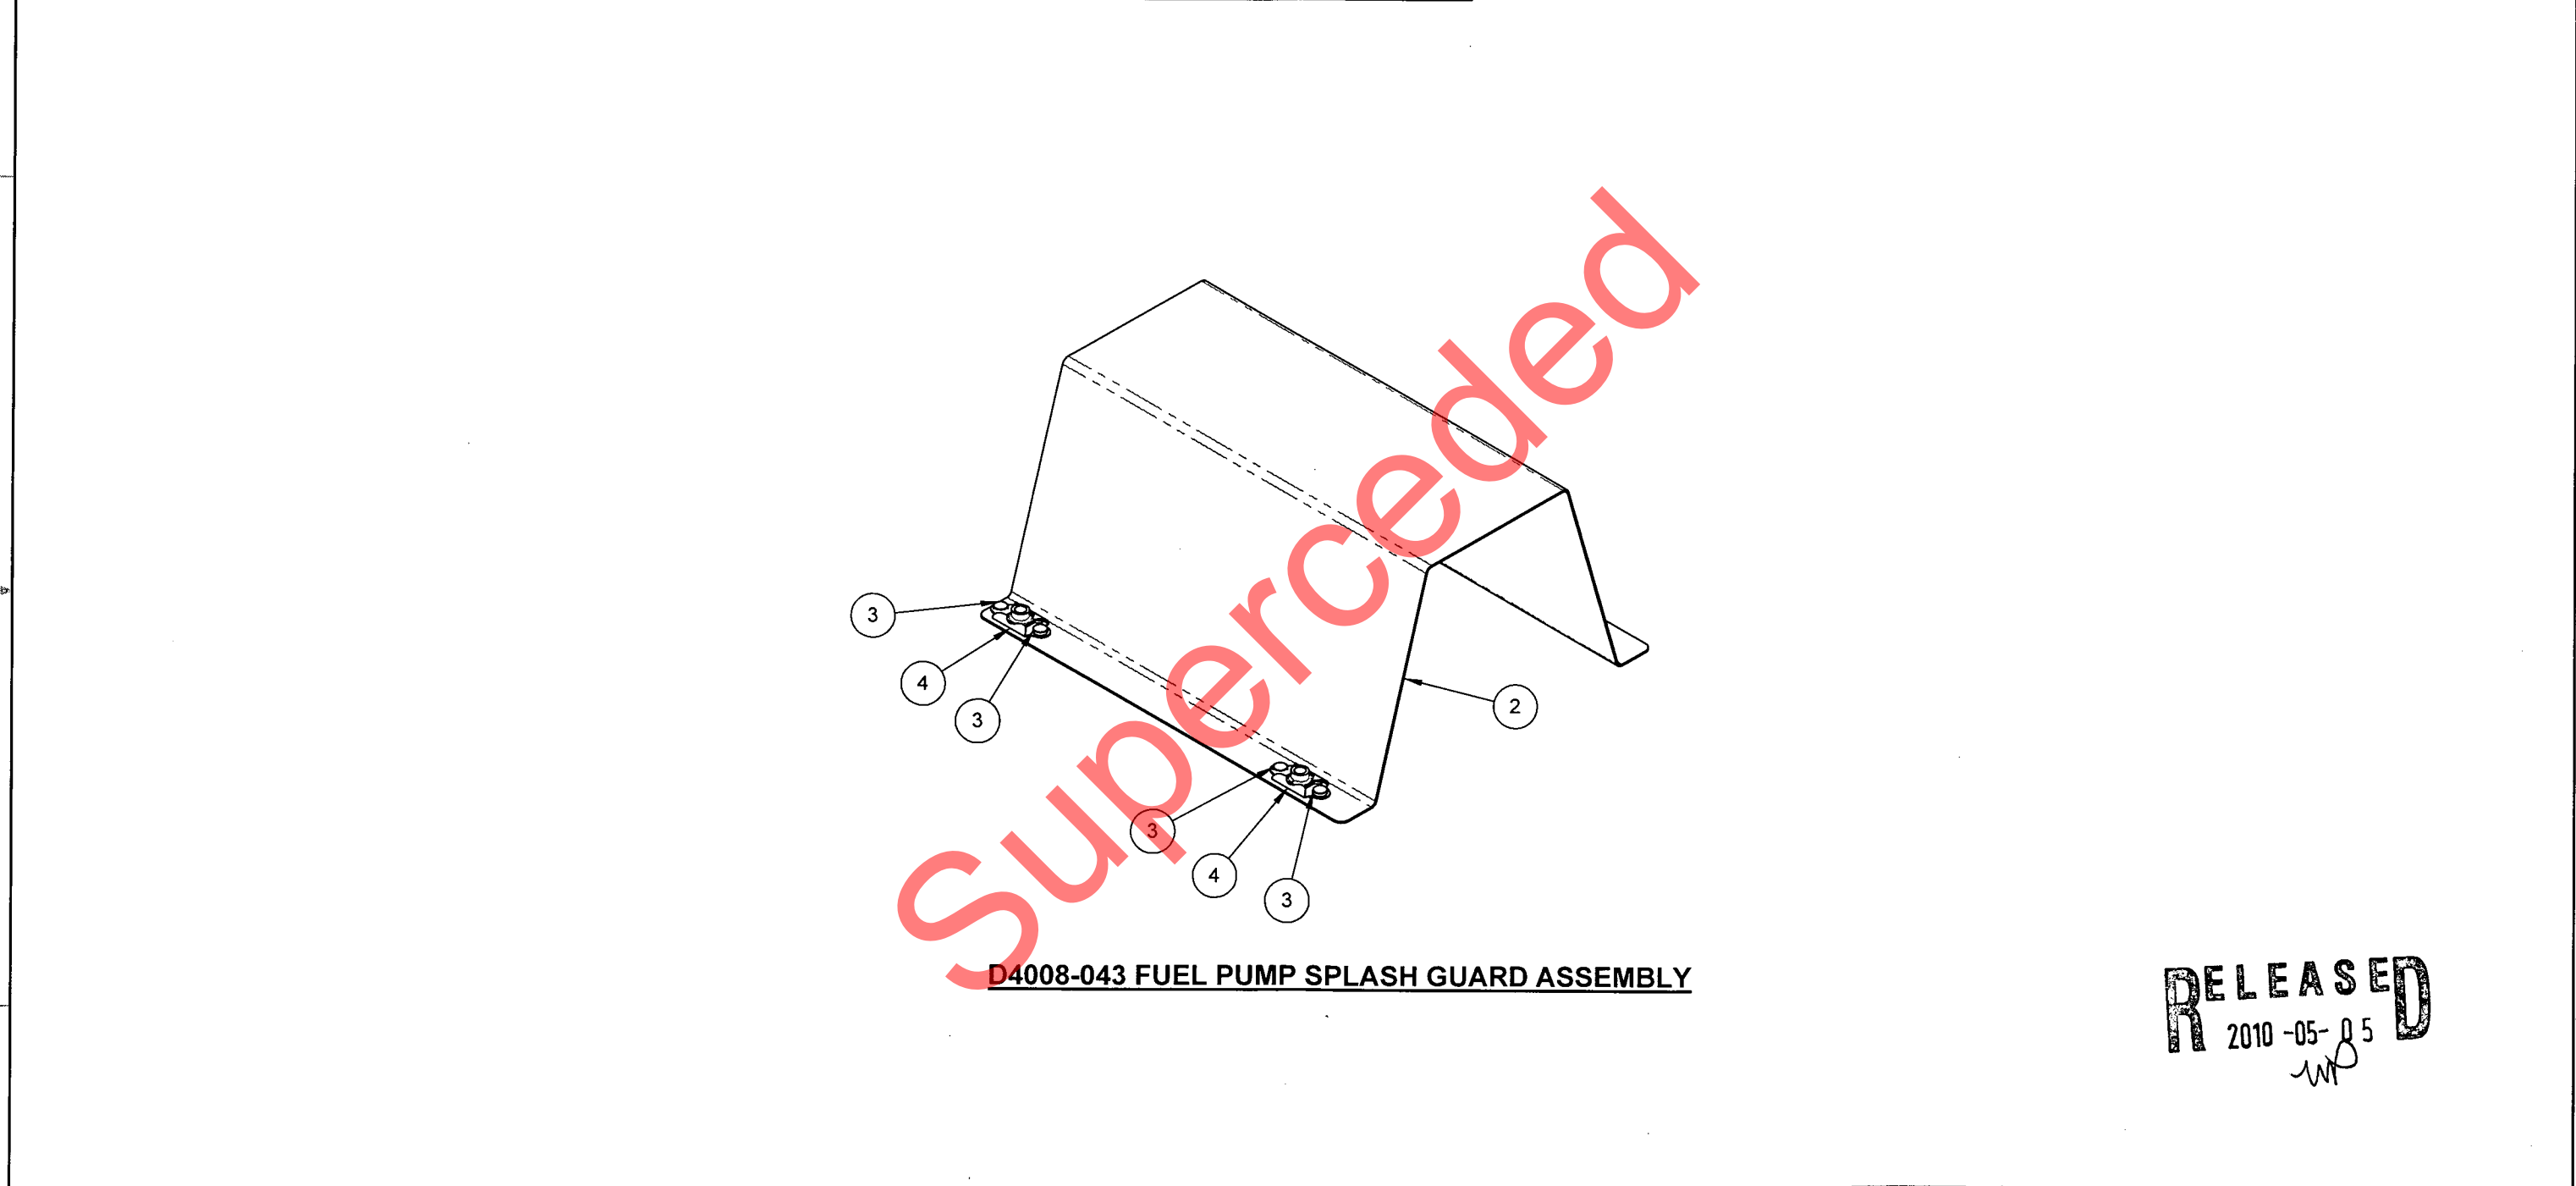 Superceded
3
4
3
2
3
4
3
D4008-043 FUEL PUMP SPLASH GUARD ASSEMBLY
RELEASED
2010 -05- 05